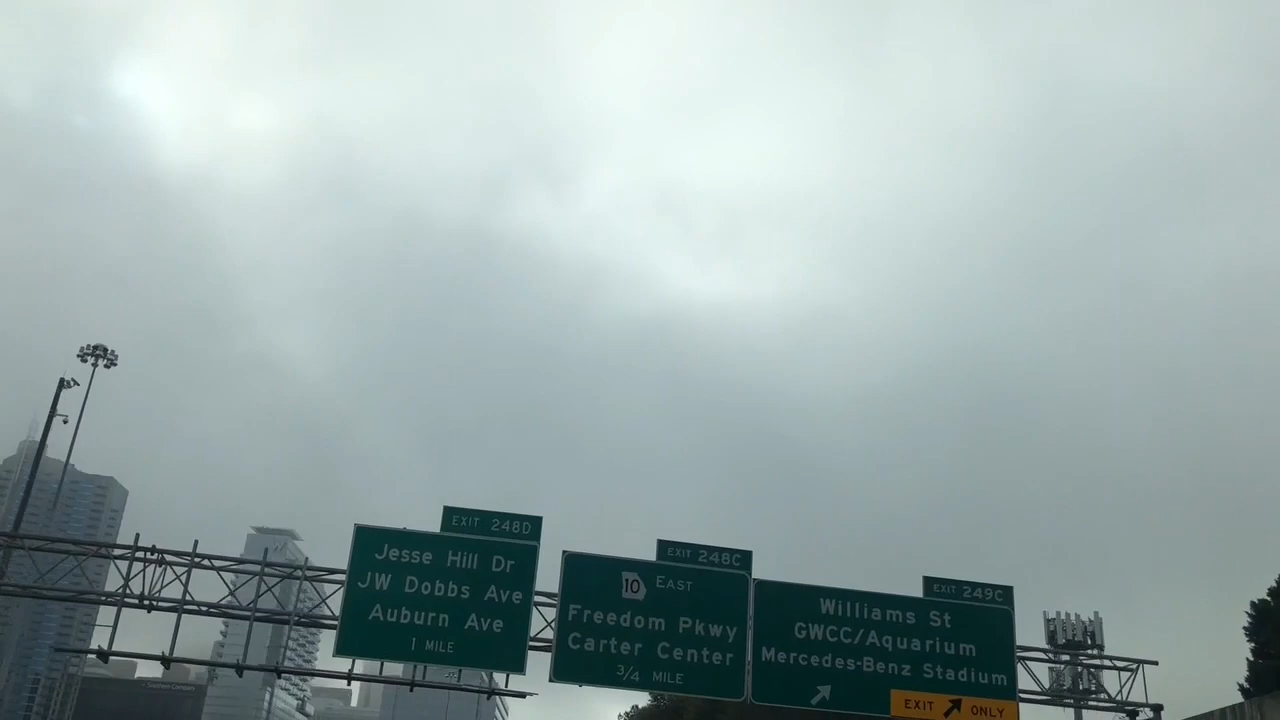 EXIT 248D
Jesse Hill Dr
JW Dobbs Ave
Auburn Ave
1 MILE
EXIT 248C
10 EAST
Freedom Pkwy
Carter Center
3/4 MILE
EXIT 249C
Williams St
GWCC/Aquarium
Mercedes-Benz Stadium
EXIT ONLY